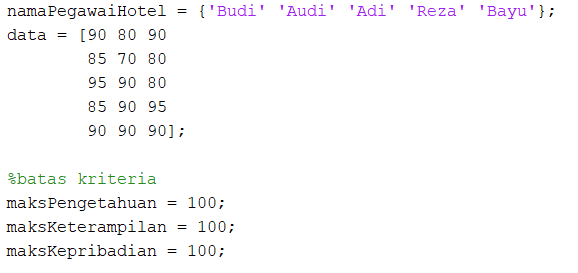 namaPegawaiHotel = {'Budi' 'Audi' 'Adi' 'Reza' 'Bayu'};
data = [90 80 90
85 70 80
95 90 80
85 90 95
90 90 90];
%batas kriteria
maksPengetahuan = 100;
maksKeterampilan = 100;
maksKepribadian = 100;